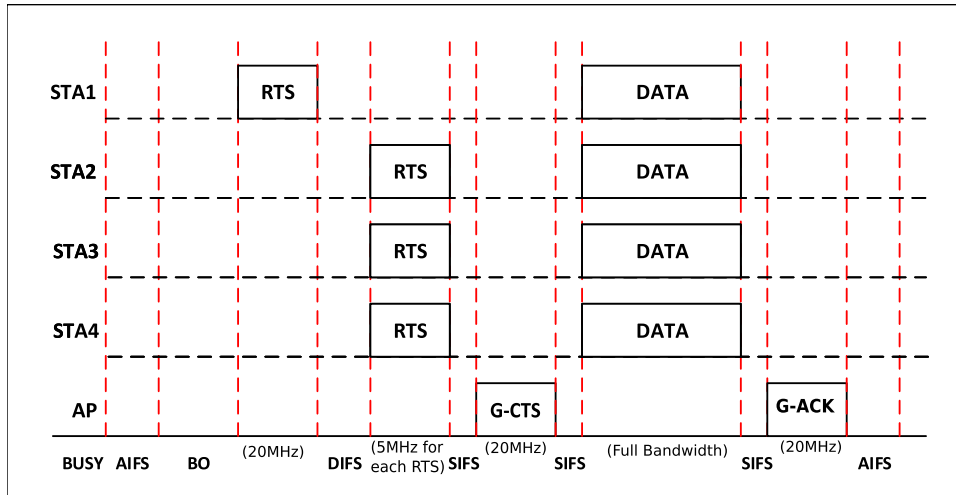 STA1 RTS DATA
STA2 RTS DATA
STA3 RTS DATA
STA4 RTS DATA
AP G-CTS G-ACK
(20MHz) (5MHz for (20MHz) (Full Bandwidth) (20MHz)
BUSY AIFS BO DIFS each RTS) SIFS SIFS SIFS AIFS